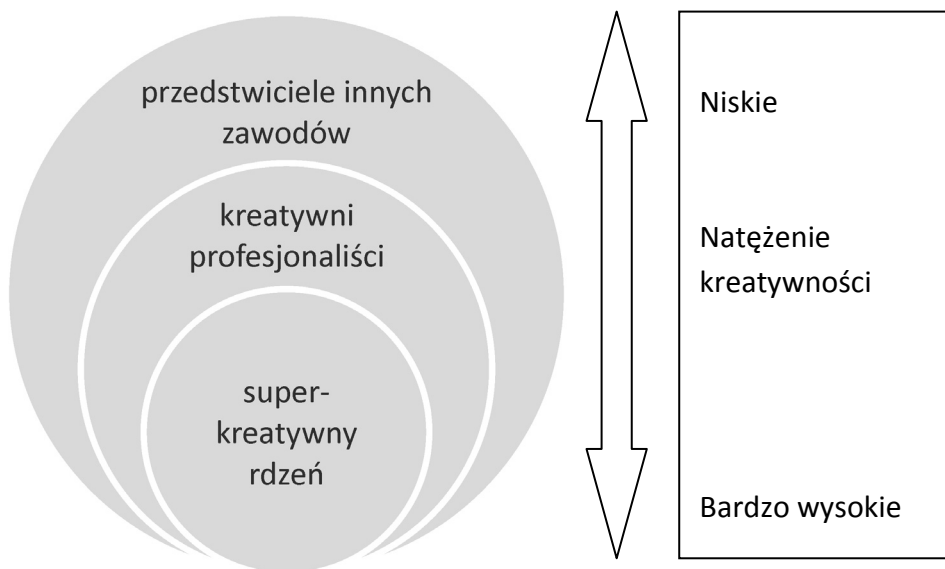 przedstwiciele innych
zawodów
kreatywni
profesjonaliści
super-
kreatywny
rdzeń
Niskie
Natężenie
kreatywności
Bardzo wysokie